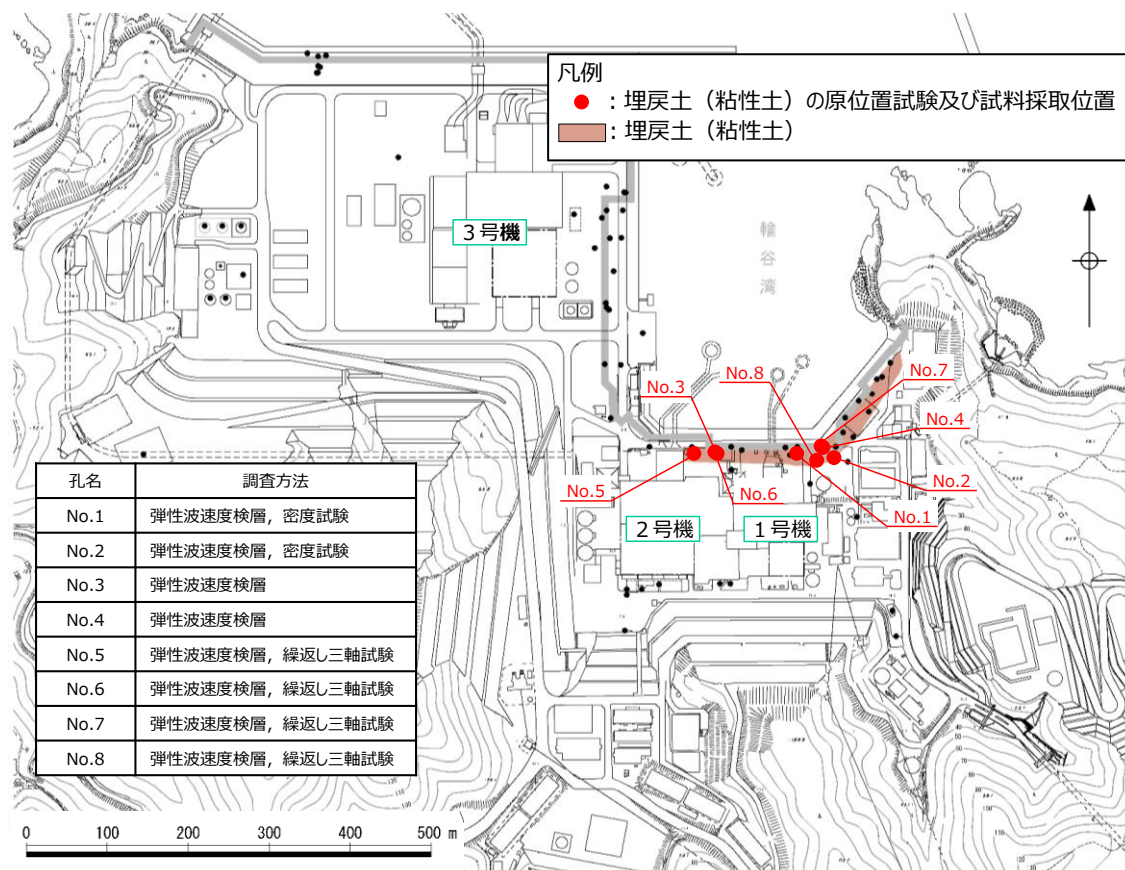 凡例
: 埋戻土（粘性土）の原位置試験及び試料採取位置
: 埋戻土（粘性土）
3号機
輪谷湾
No.3
No.8
No.7
No.4
No.5
No.6
No.2
No.1
2号機
1号機
孔名 調査方法
No.1 弾性波速度検層，密度試験
No.2 弾性波速度検層，密度試験
No.3 弾性波速度検層
No.4 弾性波速度検層
No.5 弾性波速度検層，繰返し三軸試験
No.6 弾性波速度検層，繰返し三軸試験
No.7 弾性波速度検層，繰返し三軸試験
No.8 弾性波速度検層，繰返し三軸試験
0 100 200 300 400 500 m